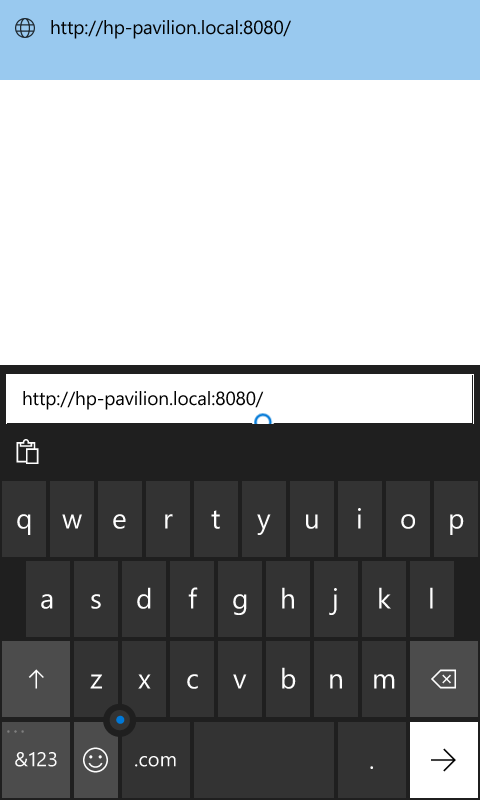 http://hp-pavilion.local:8080/
http://hp-pavilion.local:8080/
q w e r t y u i o p
a s d f g h j k l
z x c v b n m
&123 .com .